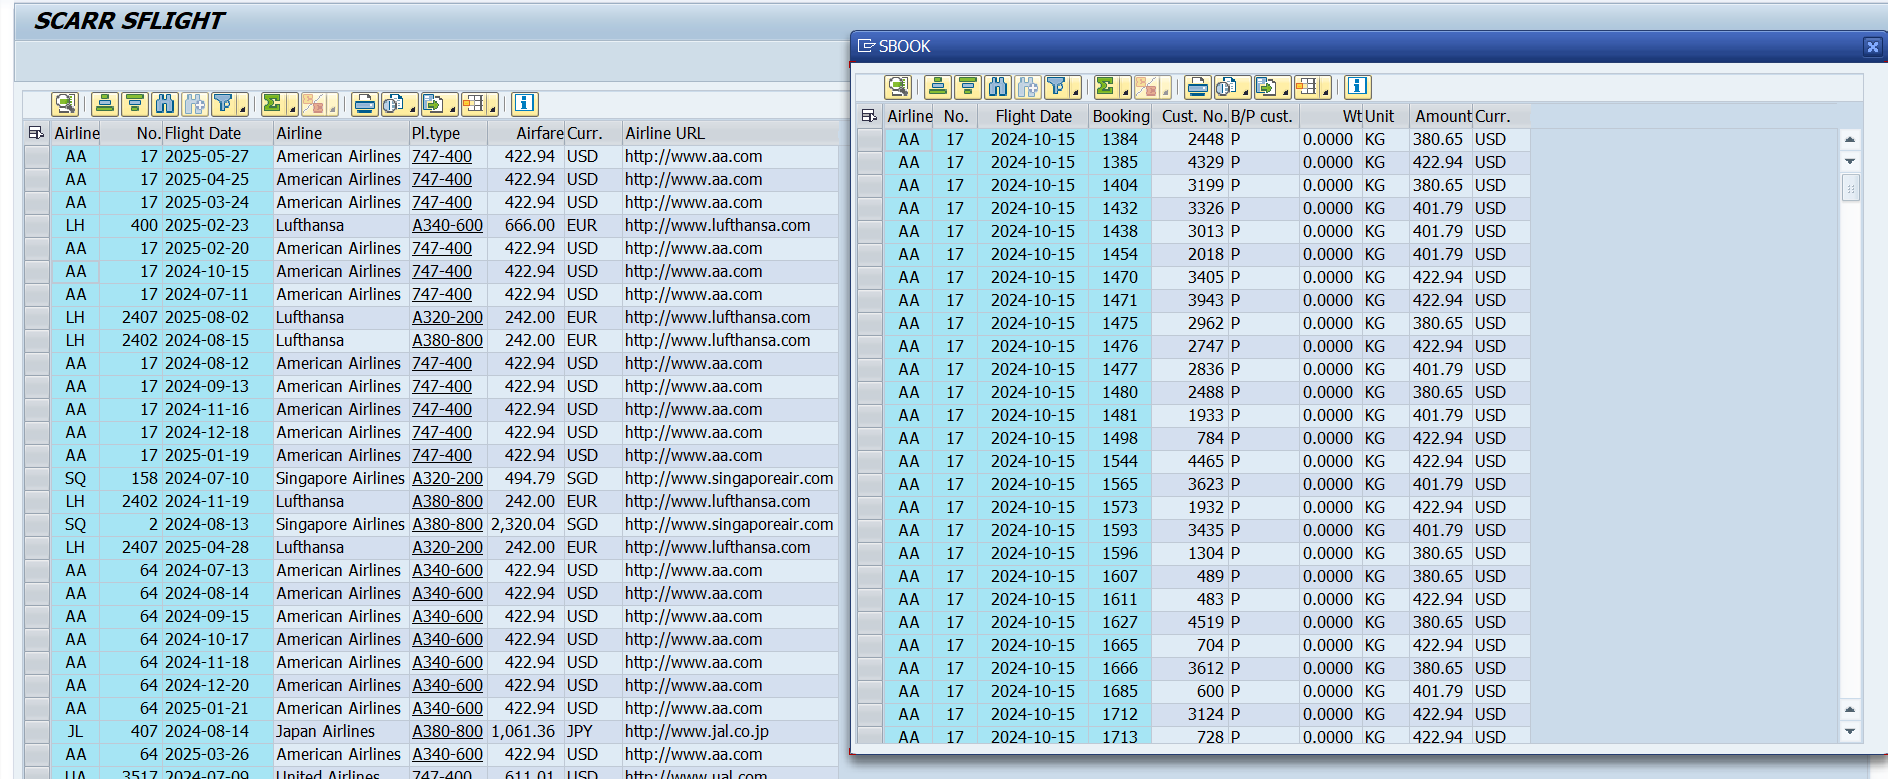 SCARR SFLIGHT
Airline No. Flight Date Airline Pl.type Airfare Curr. Airline URL
AA 17 2025-05-27 American Airlines 747-400 422.94 USD http://www.aa.com
AA 17 2025-04-25 American Airlines 747-400 422.94 USD http://www.aa.com
AA 17 2025-03-24 American Airlines 747-400 422.94 USD http://www.aa.com
LH 400 2025-02-23 Lufthansa A340-600 666.00 EUR http://www.lufthansa.com
AA 17 2025-02-20 American Airlines 747-400 422.94 USD http://www.aa.com
AA 17 2024-10-15 American Airlines 747-400 422.94 USD http://www.aa.com
AA 17 2024-07-11 American Airlines 747-400 422.94 USD http://www.aa.com
LH 2407 2025-08-02 Lufthansa A320-200 242.00 EUR http://www.lufthansa.com
LH 2402 2024-08-15 Lufthansa A380-800 242.00 EUR http://www.lufthansa.com
AA 17 2024-08-12 American Airlines 747-400 422.94 USD http://www.aa.com
AA 17 2024-09-13 American Airlines 747-400 422.94 USD http://www.aa.com
AA 17 2024-11-16 American Airlines 747-400 422.94 USD http://www.aa.com
AA 17 2024-12-18 American Airlines 747-400 422.94 USD http://www.aa.com
AA 17 2025-01-19 American Airlines 747-400 422.94 USD http://www.aa.com
SQ 158 2024-07-10 Singapore Airlines A320-200 494.79 SGD http://www.singaporeair.com
LH 2402 2024-11-19 Lufthansa A380-800 242.00 EUR http://www.lufthansa.com
SQ 2 2024-08-13 Singapore Airlines A380-800 2,320.04 SGD http://www.singaporeair.com
LH 2407 2025-04-28 Lufthansa A320-200 242.00 EUR http://www.lufthansa.com
AA 64 2024-07-13 American Airlines A340-600 422.94 USD http://www.aa.com
AA 64 2024-08-14 American Airlines A340-600 422.94 USD http://www.aa.com
AA 64 2024-09-15 American Airlines A340-600 422.94 USD http://www.aa.com
AA 64 2024-10-17 American Airlines A340-600 422.94 USD http://www.aa.com
AA 64 2024-11-18 American Airlines A340-600 422.94 USD http://www.aa.com
AA 64 2024-12-20 American Airlines A340-600 422.94 USD http://www.aa.com
AA 64 2025-01-21 American Airlines A340-600 422.94 USD http://www.aa.com
JL 407 2024-08-14 Japan Airlines A380-800 1,061.36 JPY http://www.jal.co.jp
AA 64 2025-03-26 American Airlines A340-600 422.94 USD http://www.aa.com
UA 3517 2024-07-09 United Airlines 747-400 611.01 USD http://www.ual.com
SBOOK
Airline No. Flight Date Booking Cust. No. B/P cust. Wt Unit Amount Curr.
AA 17 2024-10-15 1384 2448 P 0.0000 KG 380.65 USD
AA 17 2024-10-15 1385 4329 P 0.0000 KG 422.94 USD
AA 17 2024-10-15 1404 3199 P 0.0000 KG 380.65 USD
AA 17 2024-10-15 1432 3326 P 0.0000 KG 401.79 USD
AA 17 2024-10-15 1438 3013 P 0.0000 KG 401.79 USD
AA 17 2024-10-15 1454 2018 P 0.0000 KG 401.79 USD
AA 17 2024-10-15 1470 3405 P 0.0000 KG 422.94 USD
AA 17 2024-10-15 1471 3943 P 0.0000 KG 422.94 USD
AA 17 2024-10-15 1475 2962 P 0.0000 KG 380.65 USD
AA 17 2024-10-15 1476 2747 P 0.0000 KG 422.94 USD
AA 17 2024-10-15 1477 2836 P 0.0000 KG 401.79 USD
AA 17 2024-10-15 1480 2488 P 0.0000 KG 380.65 USD
AA 17 2024-10-15 1481 1933 P 0.0000 KG 401.79 USD
AA 17 2024-10-15 1498 784 P 0.0000 KG 422.94 USD
AA 17 2024-10-15 1544 4465 P 0.0000 KG 422.94 USD
AA 17 2024-10-15 1565 3623 P 0.0000 KG 401.79 USD
AA 17 2024-10-15 1573 1932 P 0.0000 KG 422.94 USD
AA 17 2024-10-15 1593 3435 P 0.0000 KG 401.79 USD
AA 17 2024-10-15 1596 1304 P 0.0000 KG 380.65 USD
AA 17 2024-10-15 1607 489 P 0.0000 KG 380.65 USD
AA 17 2024-10-15 1611 483 P 0.0000 KG 422.94 USD
AA 17 2024-10-15 1627 4519 P 0.0000 KG 380.65 USD
AA 17 2024-10-15 1665 704 P 0.0000 KG 422.94 USD
AA 17 2024-10-15 1666 3612 P 0.0000 KG 380.65 USD
AA 17 2024-10-15 1685 600 P 0.0000 KG 401.79 USD
AA 17 2024-10-15 1712 3124 P 0.0000 KG 422.94 USD
AA 17 2024-10-15 1713 728 P 0.0000 KG 422.94 USD